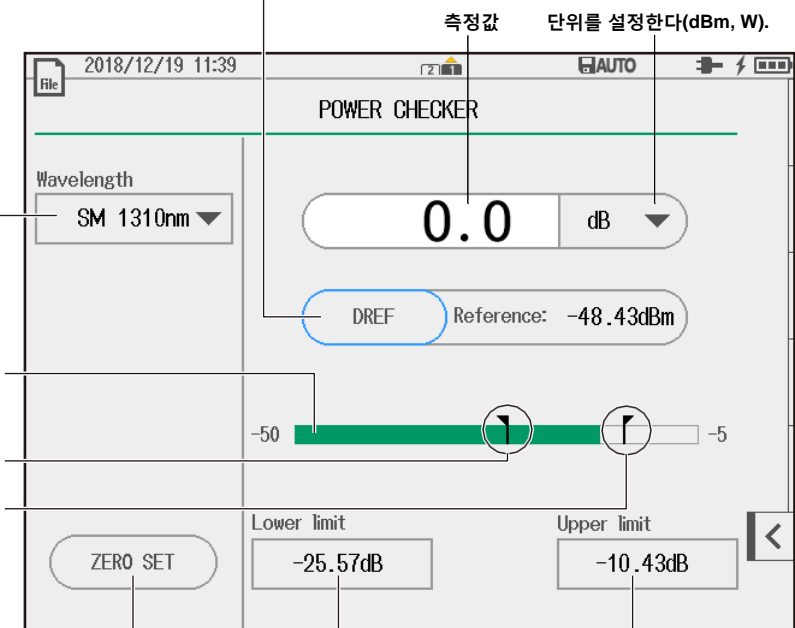 측정값 단위를 설정한다(dBm, W).
File 2018/12/19 11:39 2 1 AUTO
POWER CHECKER
Wavelength
SM 1310nm
0.0 dB
DREF Reference: -48.43dBm
-50 -5
Lower limit Upper limit
ZERO SET -25.57dB -10.43dB